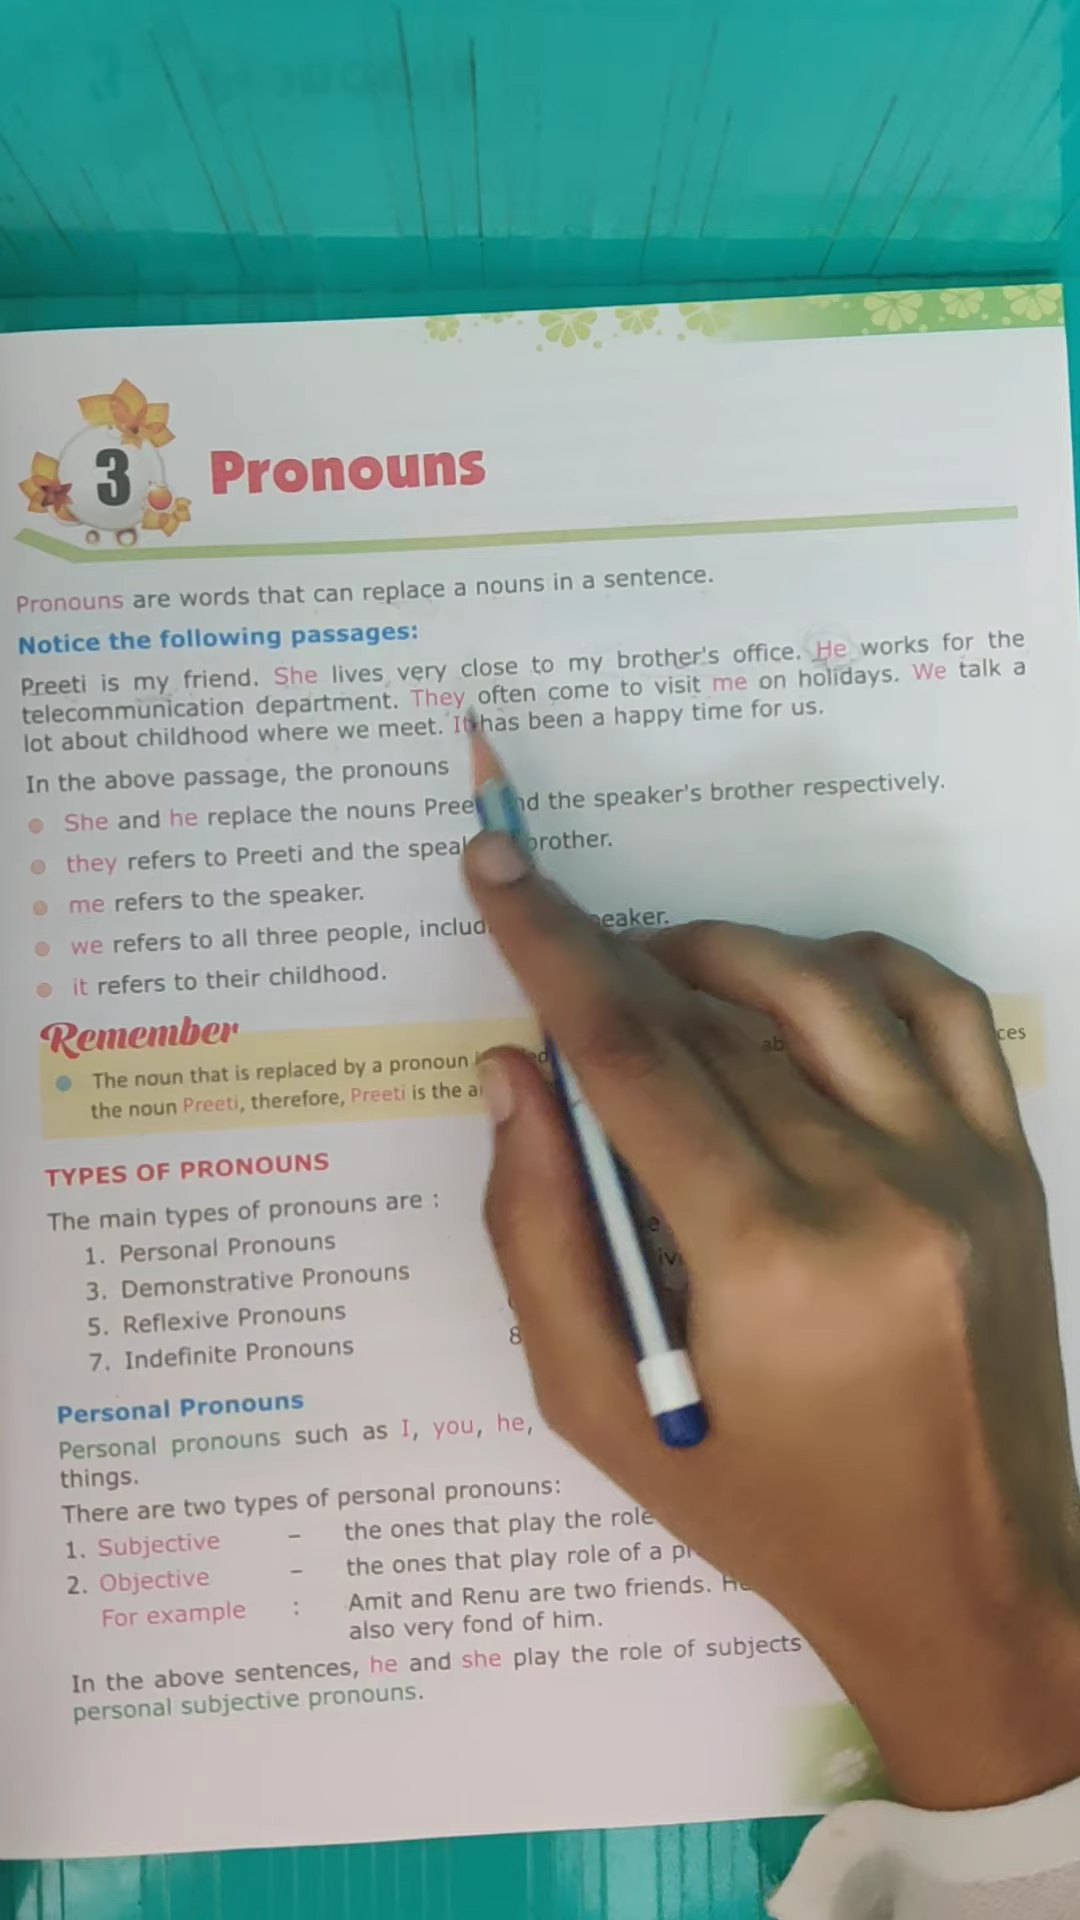 3 Pronouns
Pronouns are words that can replace a nouns in a sentence.
Notice the following passages:
Preeti is my friend. She lives very close to my brother's office. He works for the
telecommunication department. They often come to visit me on holidays. We talk a
lot about childhood where we meet. It has been a happy time for us.
In the above passage, the pronouns
She and he replace the nouns and the speaker's brother respectively.
they refers to Preeti and the brother.
me refers to the speaker.
we refers to all three people,
it refers to their childhood.
Remember
The noun that is replaced by a pronoun
the noun Preeti, therefore, Preeti is the
TYPES OF PRONOUNS
The main types of pronouns are :
1. Personal Pronouns
3. Demonstrative Pronouns
5. Reflexive Pronouns
7. Indefinite Pronouns 8
Personal Pronouns
Personal pronouns such as I, you, he,
things.
There are two types of personal pronouns:
1. Subjective – the ones that play the role
2. Objective – the ones that play role of a
For example : Amit and Renu are two friends.
also very fond of him.
In the above sentences, he and she play the role of subjects
personal subjective pronouns.